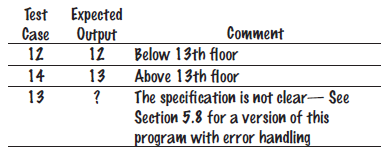 Test Expected
Case Output Comment
12 12 Below 13th floor
14 13 Above 13th floor
13 ? The specification is not clear— See
Section 5.8 for a version of this
program with error handling